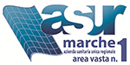 asur
marche
azienda sanitaria unica regionale
area vasta n. 1